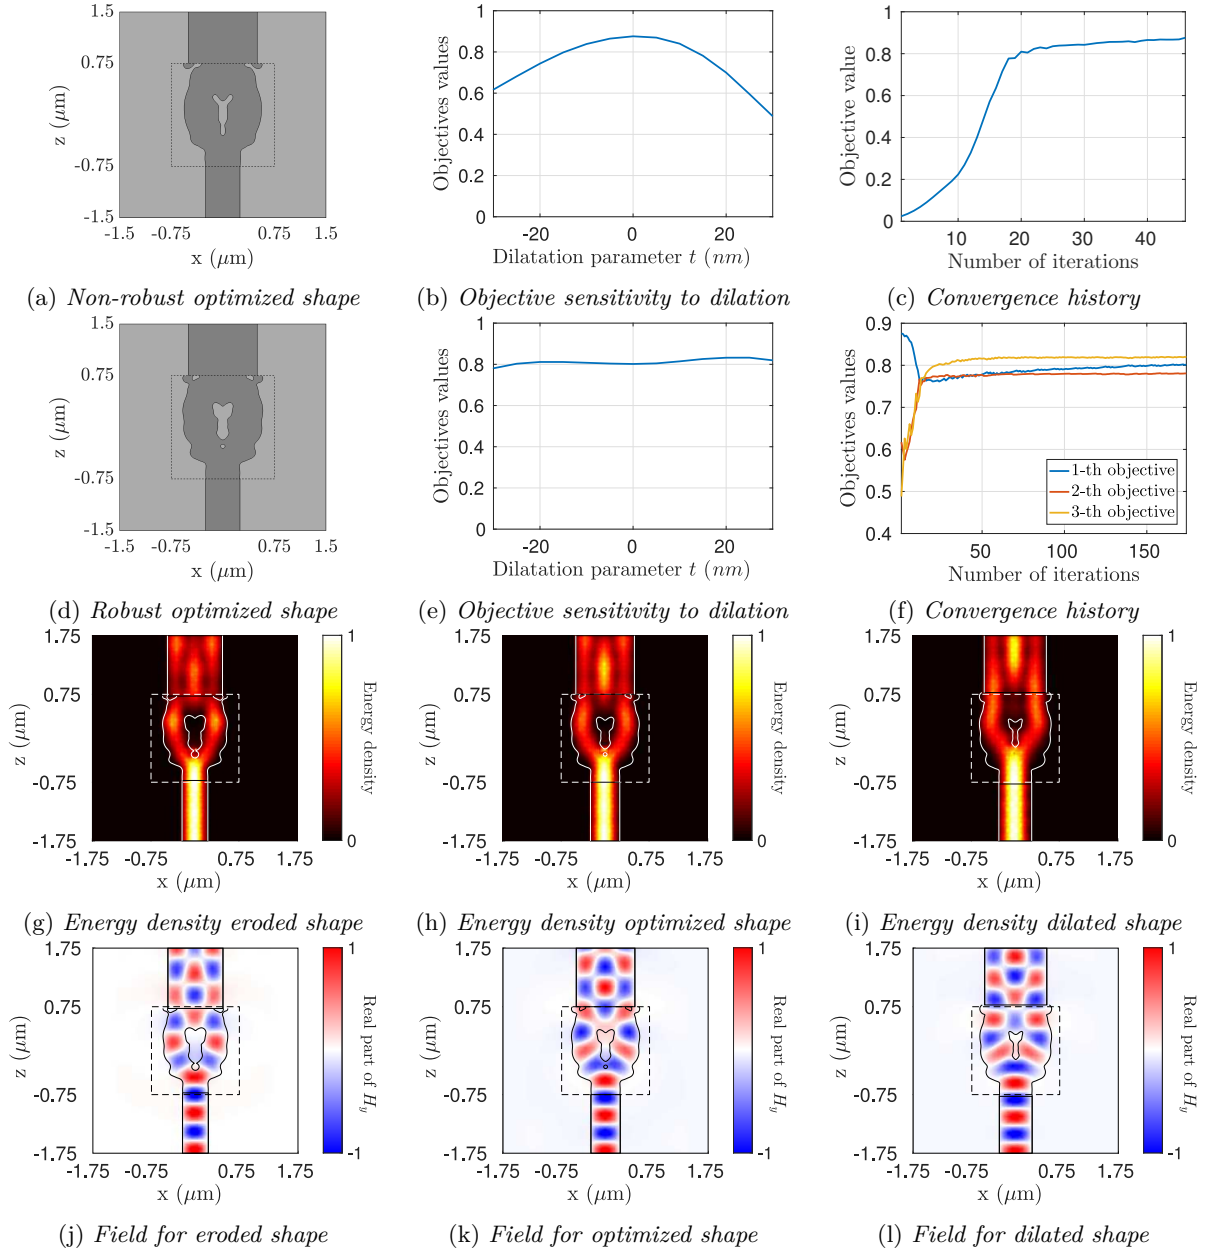 1.5
0.75
z (μm)
-0.75
-1.5
-1.5
-0.75
0.75
1.5
x (μm)
(a) Non-robust optimized shape
1
0.8
0.6
0.4
0.2
0
Objectives values
-20
0
20
Dilatation parameter t (nm)
(b) Objective sensitivity to dilation
1
0.8
0.6
0.4
0.2
0
Objective value
10
20
30
40
Number of iterations
(c) Convergence history
1.5
0.75
z (μm)
-0.75
-1.5
-1.5
-0.75
0.75
1.5
x (μm)
(d) Robust optimized shape
1
0.8
0.6
0.4
0.2
0
Objectives values
-20
0
20
Dilatation parameter t (nm)
(e) Objective sensitivity to dilation
0.9
0.8
0.7
0.6
0.5
0.4
Objectives values
1-th objective
2-th objective
3-th objective
50
100
150
Number of iterations
(f) Convergence history
1.75
0.75
z (μm)
-0.75
-1.75
-1.75
-0.75
0.75
1.75
x (μm)
1
Energy density
0
(g) Energy density eroded shape
1.75
0.75
z (μm)
-0.75
-1.75
-1.75
-0.75
0.75
1.75
x (μm)
1
Energy density
0
(h) Energy density optimized shape
1.75
0.75
z (μm)
-0.75
-1.75
-1.75
-0.75
0.75
1.75
x (μm)
1
Energy density
0
(i) Energy density dilated shape
1.75
0.75
z (μm)
-0.75
-1.75
-1.75
-0.75
0.75
1.75
x (μm)
1
Real part of H_y
-1
(j) Field for eroded shape
1.75
0.75
z (μm)
-0.75
-1.75
-1.75
-0.75
0.75
1.75
x (μm)
1
Real part of H_y
-1
(k) Field for optimized shape
1.75
0.75
z (μm)
-0.75
-1.75
-1.75
-0.75
0.75
1.75
x (μm)
1
Real part of H_y
-1
(l) Field for dilated shape